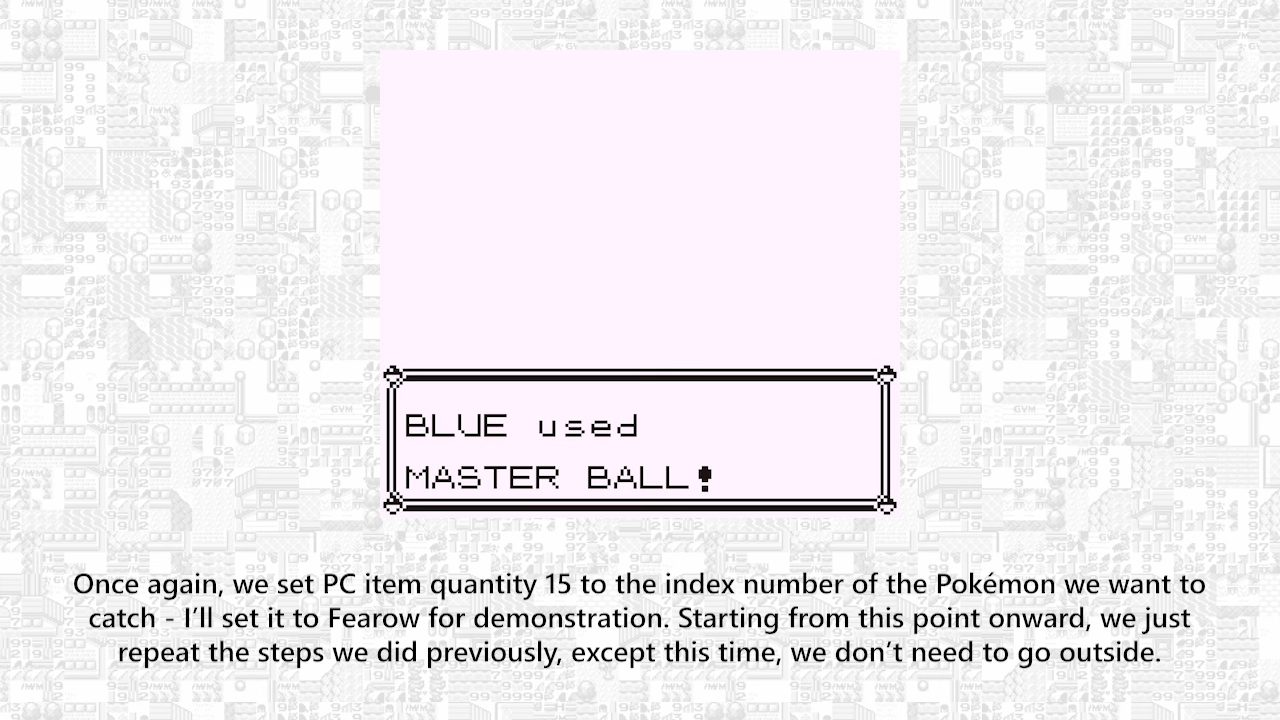 BLUE used
MASTER BALL!
Once again, we set PC item quantity 15 to the index number of the Pokémon we want to
catch - I’ll set it to Fearow for demonstration. Starting from this point onward, we just
repeat the steps we did previously, except this time, we don’t need to go outside.